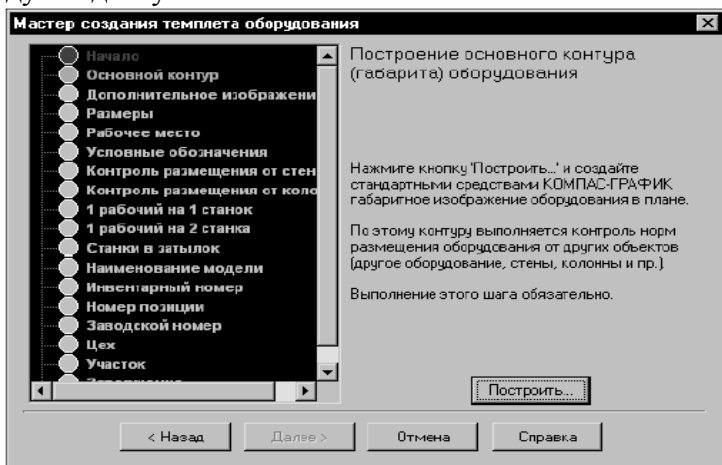 Мастер создания темплета оборудования
Начало
Основной контур
Дополнительное изображени
Размеры
Рабочее место
Условные обозначения
Контроль размещения от стен
Контроль размещения от коло
1 рабочий на 1 станок
1 рабочий на 2 станка
Станки в затылок
Наименование модели
Инвентарный номер
Номер позиции
Заводской номер
Цех
Участок
Построение основного контура
(габарита) оборудования
Нажмите кнопку 'Построить...' и создайте
стандартными средствами КОМПАС-ГРАФИК
габаритное изображение оборудования в плане.
По этому контуру выполняется контроль норм
размещения оборудования от других объектов
(другое оборудование, стены, колонны и пр.)
Выполнение этого шага обязательно.
Построить...
< Назад
Далее >
Отмена
Справка